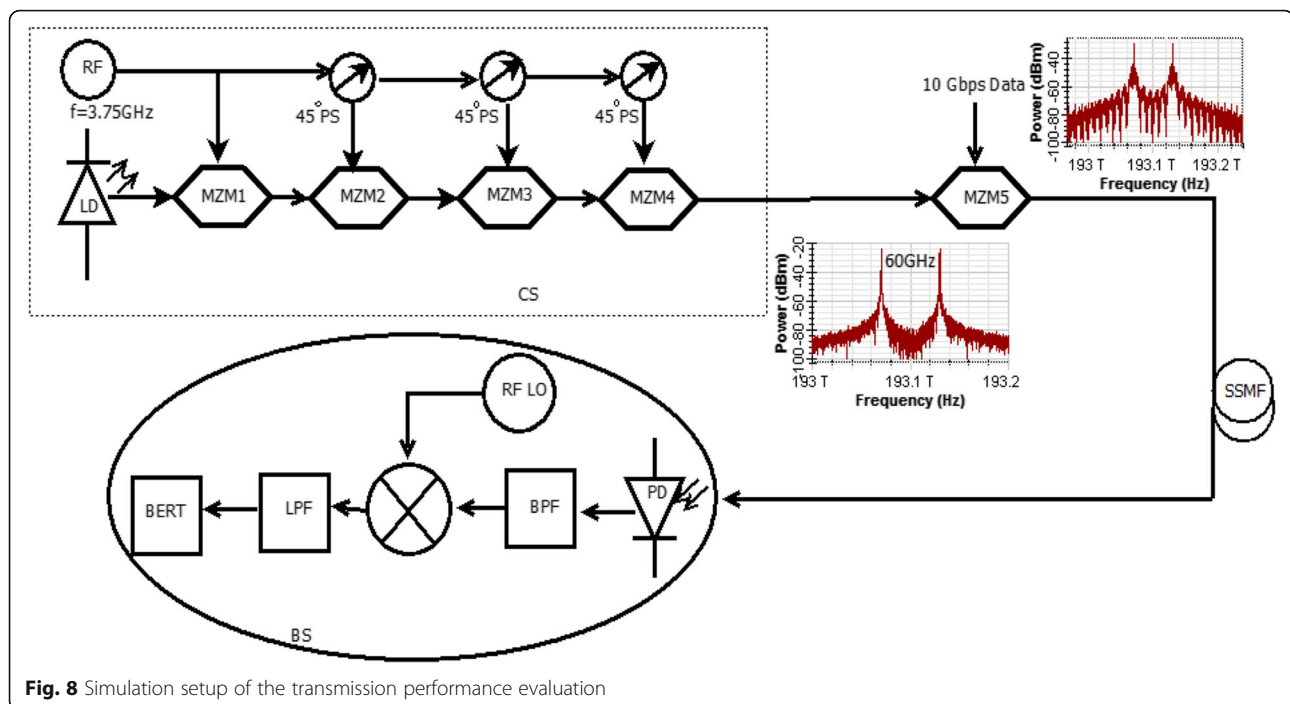 RF
f=3.75GHz
45°PS
45°PS
45°PS
LD
MZM1
MZM2
MZM3
MZM4
CS
10 Gbps Data
MZM5
Power (dBm)
-40
-60
-80
-100
193 T
193.1 T
193.2 T
Frequency (Hz)
Power (dBm)
-20
-40
-60
-80
-100
60GHz
193 T
193.1 T
193.2
Frequency (Hz)
SSMF
RF LO
BERT
LPF
BPF
PD
BS
Fig. 8 Simulation setup of the transmission performance evaluation